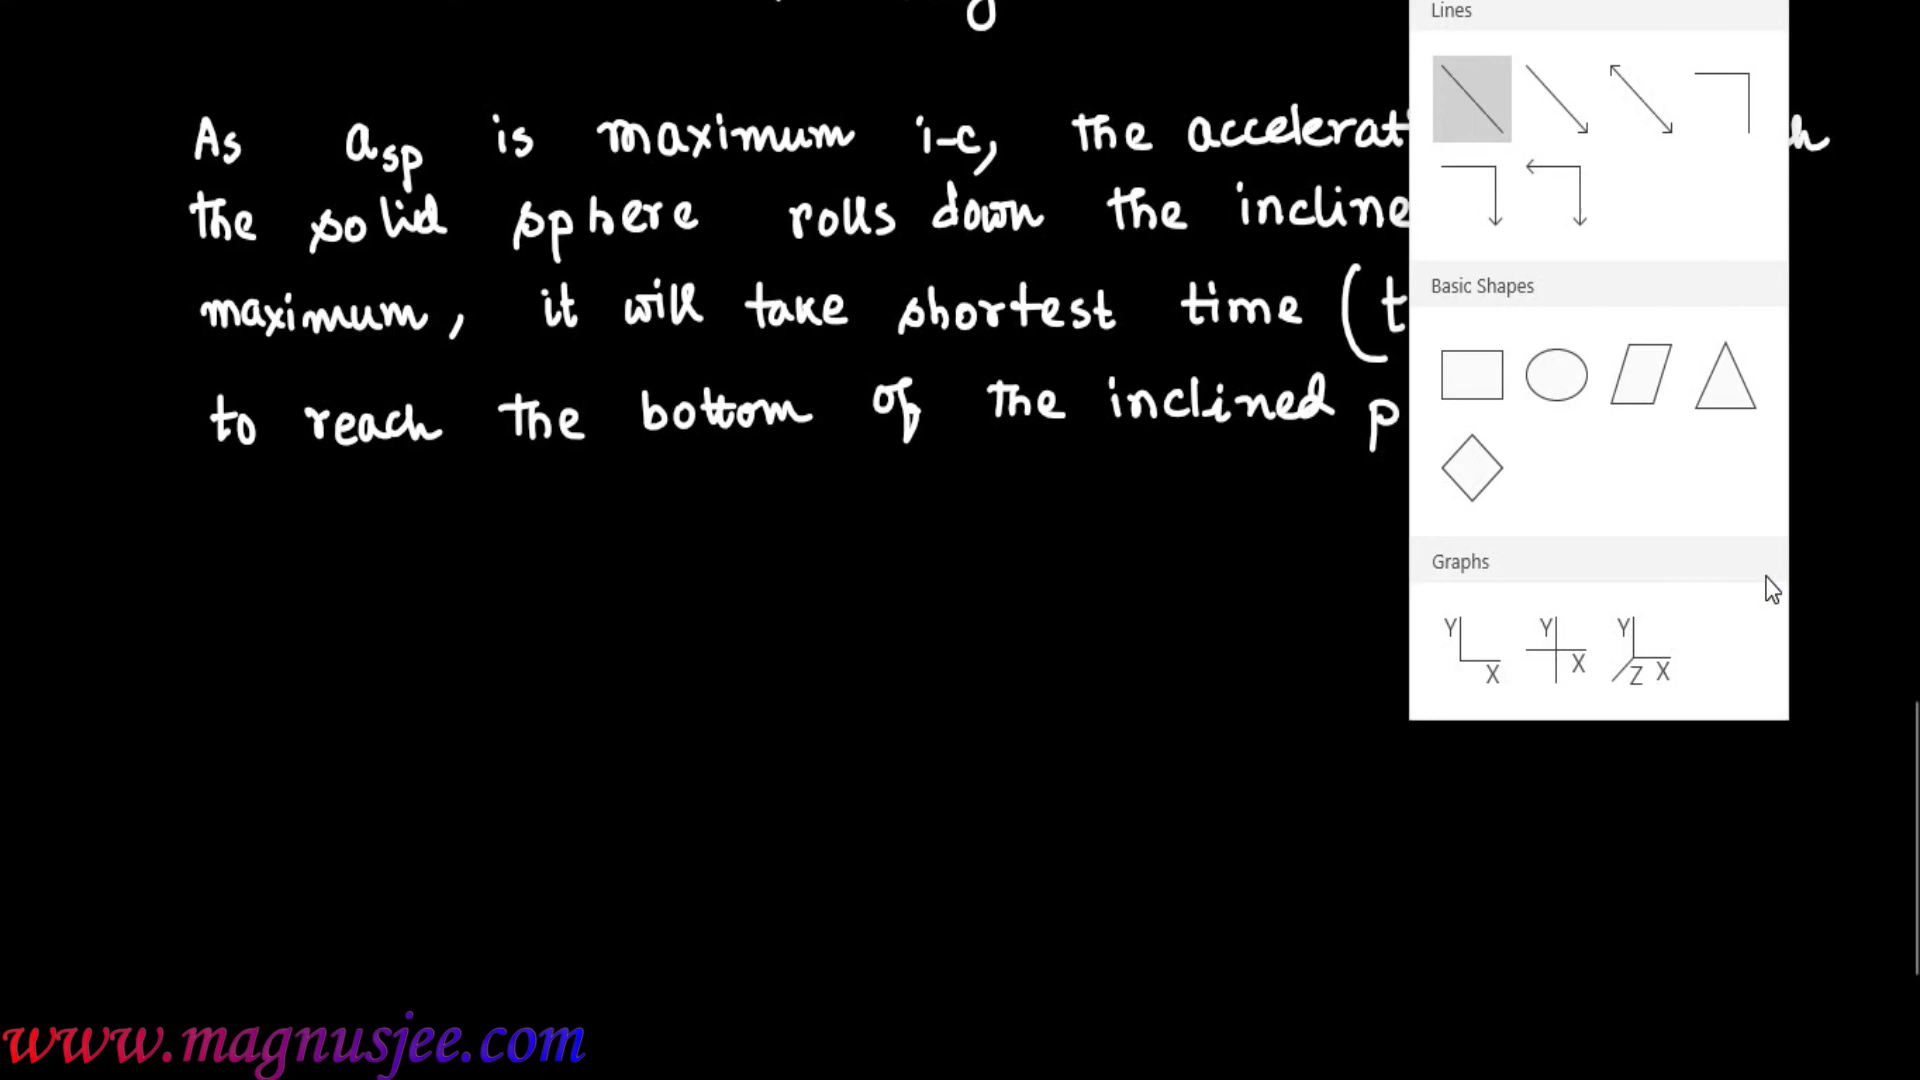 Lines
As asp is maximum i-e, the accelerat
the solid sphere rolls down the incline
maximum, it will take shortest time (t
to reach the bottom of the inclined p
Basic Shapes
Graphs
Y X
Y X
Y Z X
www.magnusjee.com